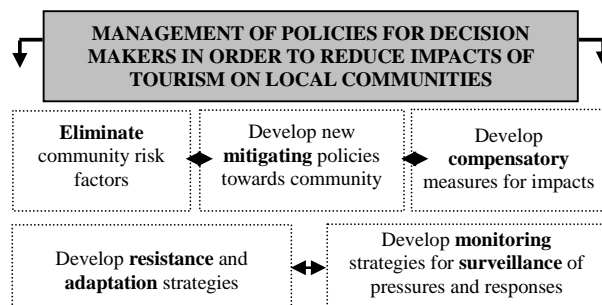 MANAGEMENT OF POLICIES FOR DECISION
MAKERS IN ORDER TO REDUCE IMPACTS OF
TOURISM ON LOCAL COMMUNITIES
Eliminate
community risk
factors
Develop new
mitigating policies
towards community
Develop
compensatory
measures for impacts
Develop resistance and
adaptation strategies
Develop monitoring
strategies for surveillance of
pressures and responses